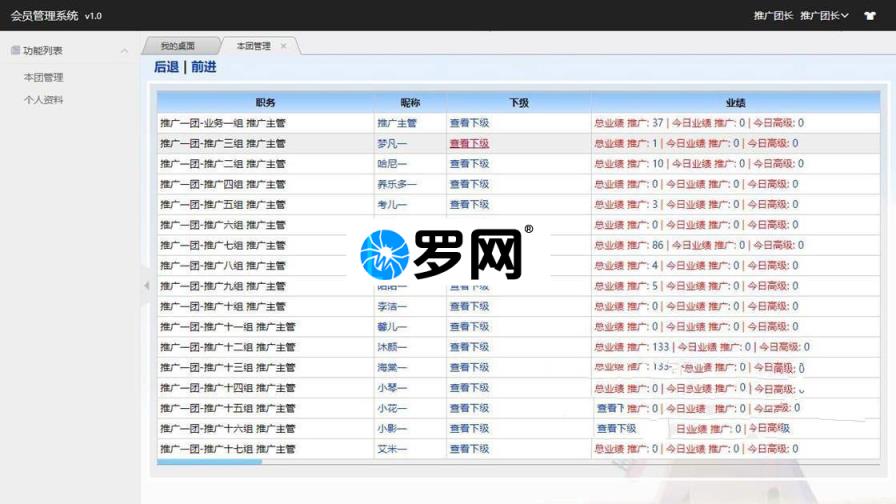 会员管理系统 v1.0 推广团长 推广团长
功能列表
本团管理
个人资料
我的桌面 本团管理 ×
后退 | 前进
职务 昵称 下级 业绩
推广一团-业务一组 推广主管 推广主管 查看下级 总业绩 推广: 37 | 今日业绩 推广: 0 | 今日高级: 0
推广一团-推广三组 推广主管 梦凡一 查看下级 总业绩 推广: 1 | 今日业绩 推广: 0 | 今日高级: 0
推广一团-推广二组 推广主管 哈尼一 查看下级 总业绩 推广: 10 | 今日业绩 推广: 0 | 今日高级: 0
推广一团-推广四组 推广主管 养乐多一 查看下级 总业绩 推广: 0 | 今日业绩 推广: 0 | 今日高级: 0
推广一团-推广五组 推广主管 考儿一 查看下级 总业绩 推广: 3 | 今日业绩 推广: 0 | 今日高级: 0
推广一团-推广六组 推广主管 总业绩 推广: 0 | 今日业绩 推广: 0 | 今日高级: 0
推广一团-推广七组 推广主管 总业绩 推广: 86 | 今日业绩 推广: 0 | 今日高级: 0
罗网®
推广一团-推广八组 推广主管 总业绩 推广: 4 | 今日业绩 推广: 0 | 今日高级: 0
推广一团-推广九组 推广主管 查看下级 总业绩 推广: 5 | 今日业绩 推广: 0 | 今日高级: 0
推广一团-推广十组 推广主管 李洁一 查看下级 总业绩 推广: 0 | 今日业绩 推广: 0 | 今日高级: 0
推广一团-推广十一组 推广主管 馨儿一 查看下级 总业绩 推广: 0 | 今日业绩 推广: 0 | 今日高级: 0
推广一团-推广十二组 推广主管 沐颜一 查看下级 总业绩 推广: 133 | 今日业绩 推广: 0 | 今日高级: 0
推广一团-推广十三组 推广主管 海棠一 查看下级 总业绩 推广: 133 总业绩 推广: 0 | 今日高级: 0
推广一团-推广十四组 推广主管 小琴一 查看下级 总业绩 推广: 0 | 今日业绩 推广: 0 | 今日高级:
推广一团-推广十五组 推广主管 小花一 查看下级 查看下 推广: 0 | 今日业绩 推广: 0 | 今日高级: 0
推广一团-推广十六组 推广主管 小影一 查看下级 查看下级 日业绩 推广: 0 | 今日高级
推广一团-推广十七组 推广主管 艾米一 查看下级 总业绩 推广: 0 | 今日业绩 推广: 0 | 今日高级: 0